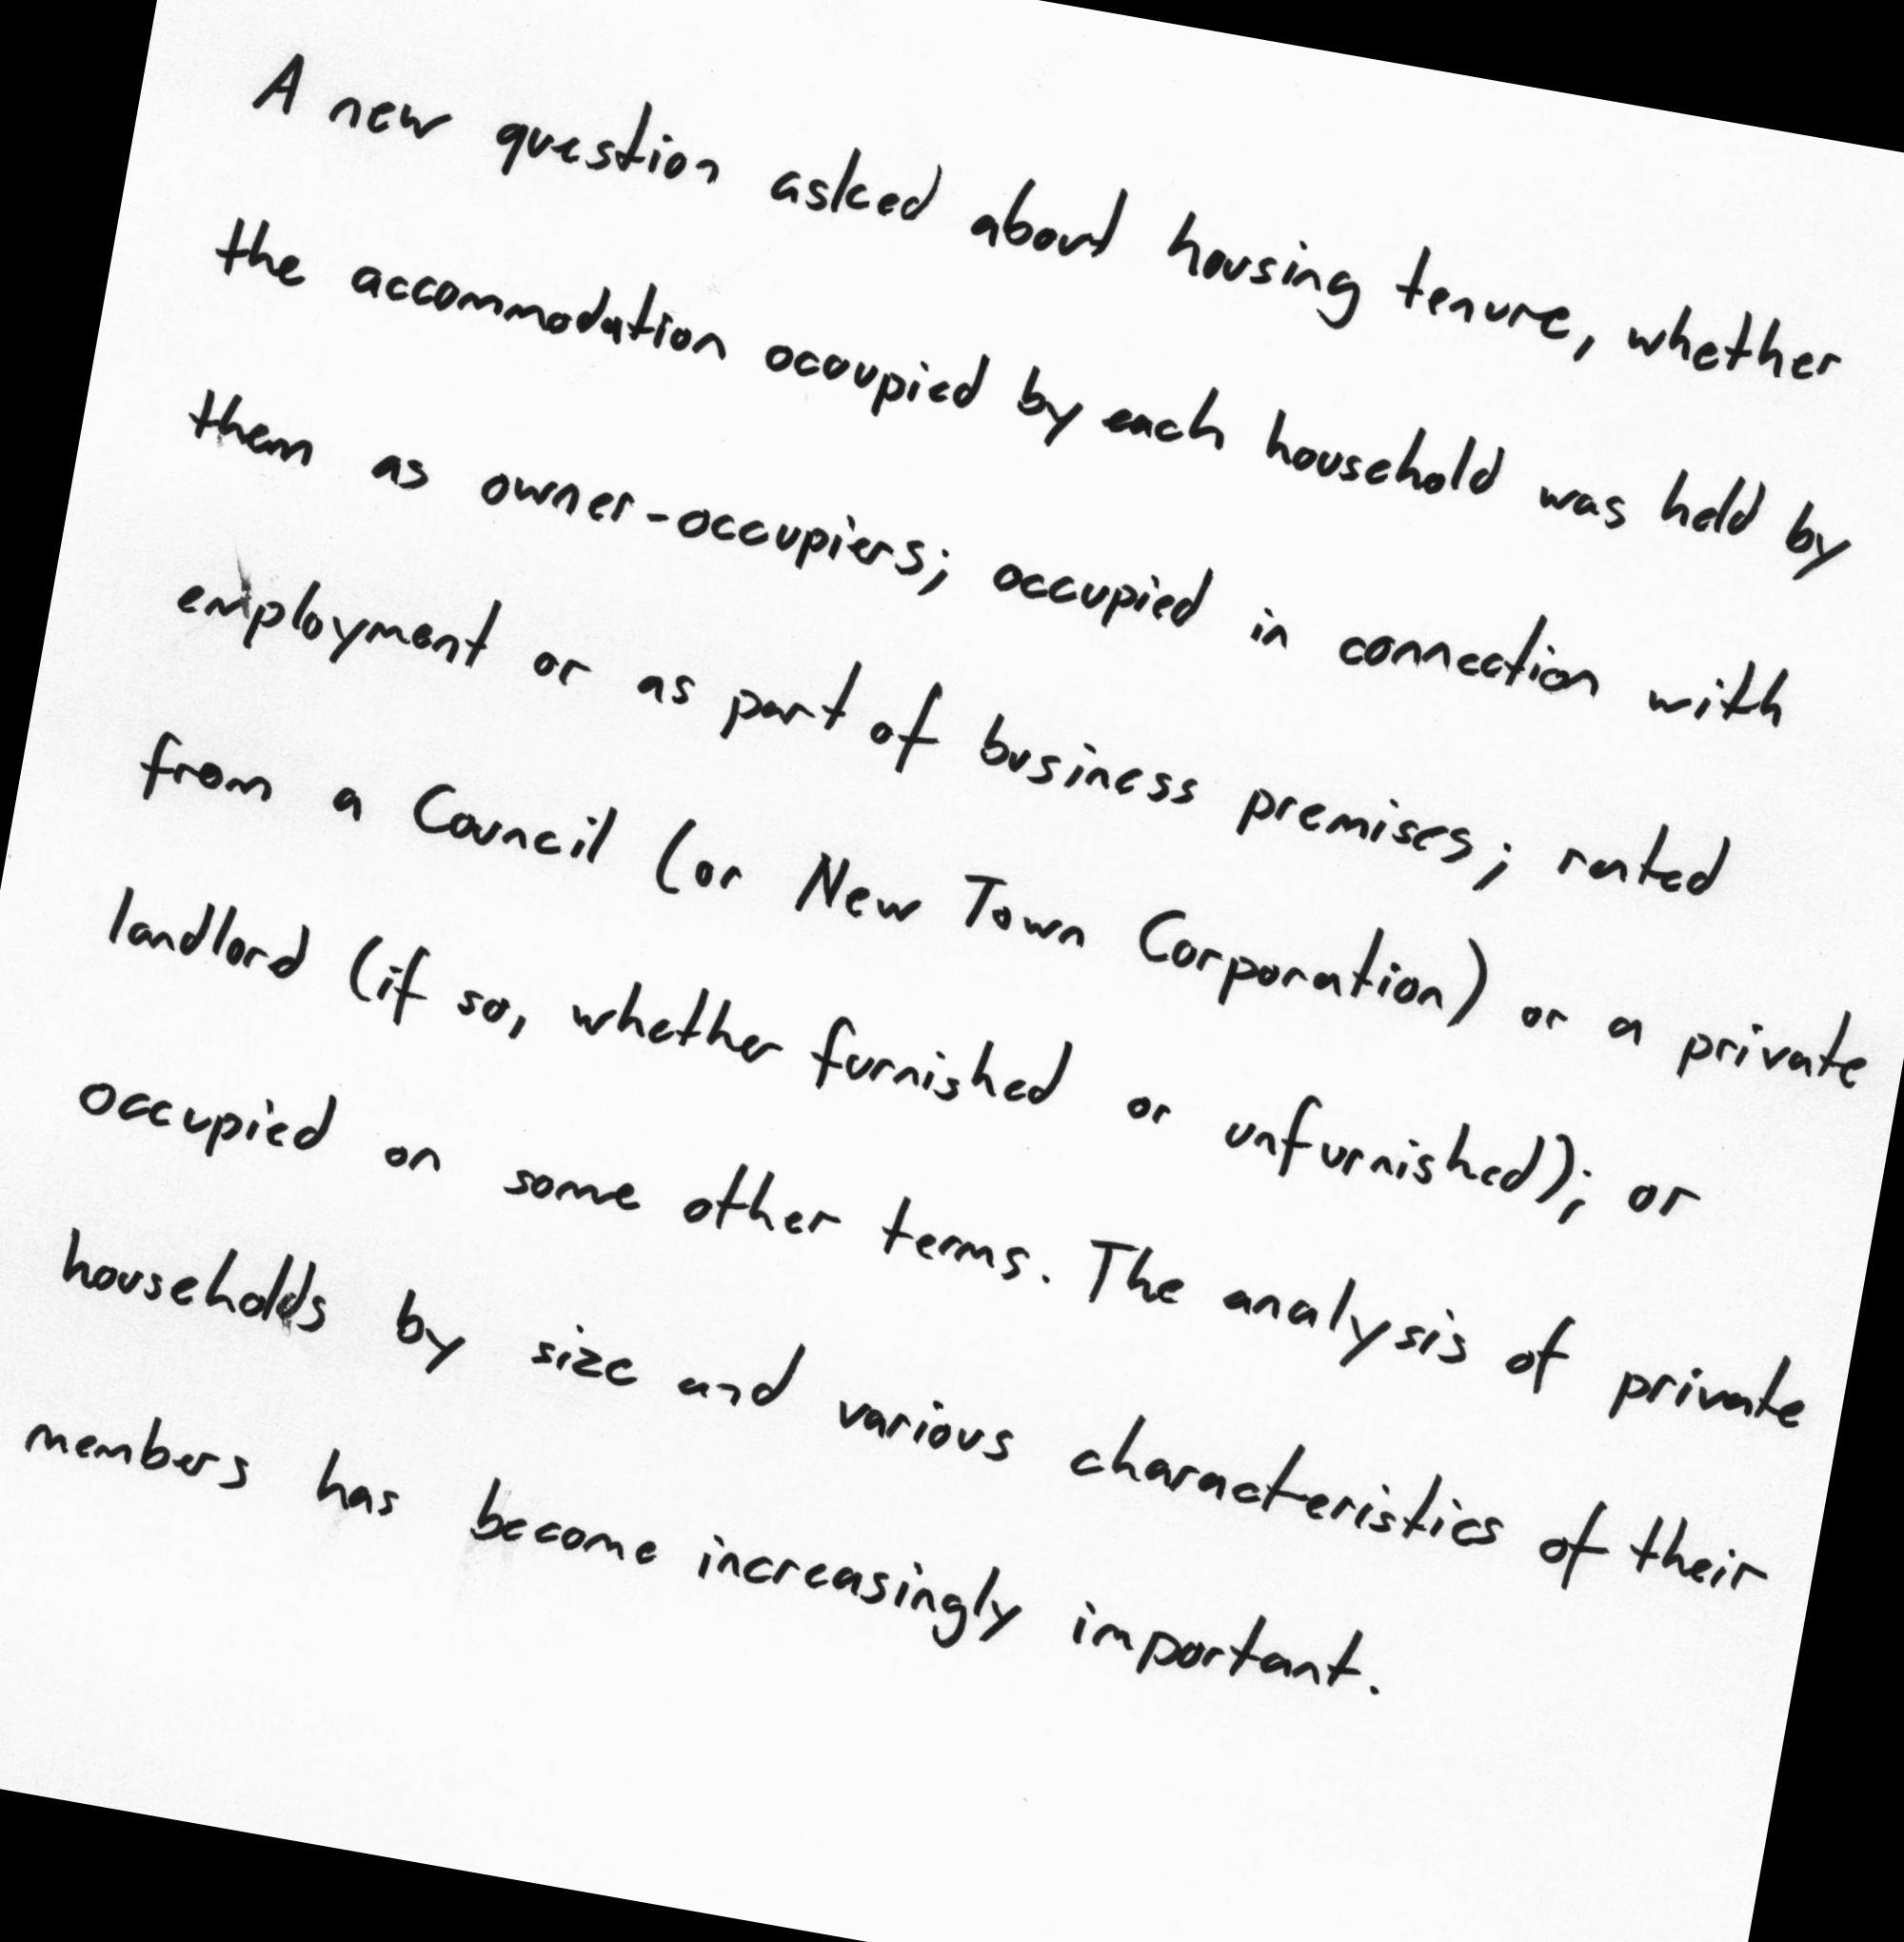 A new question asked about housing tenure, whether
the accommodation occupied by each household was held by
them as owner-occupiers; occupied in connection with
employment or as part of business premises; rented
from a Council (or New Town Corporation) or a private
landlord (if so, whether furnished or unfurnished); or
occupied on some other terms. The analysis of private
households by size and various characteristics of their
members has become increasingly important.